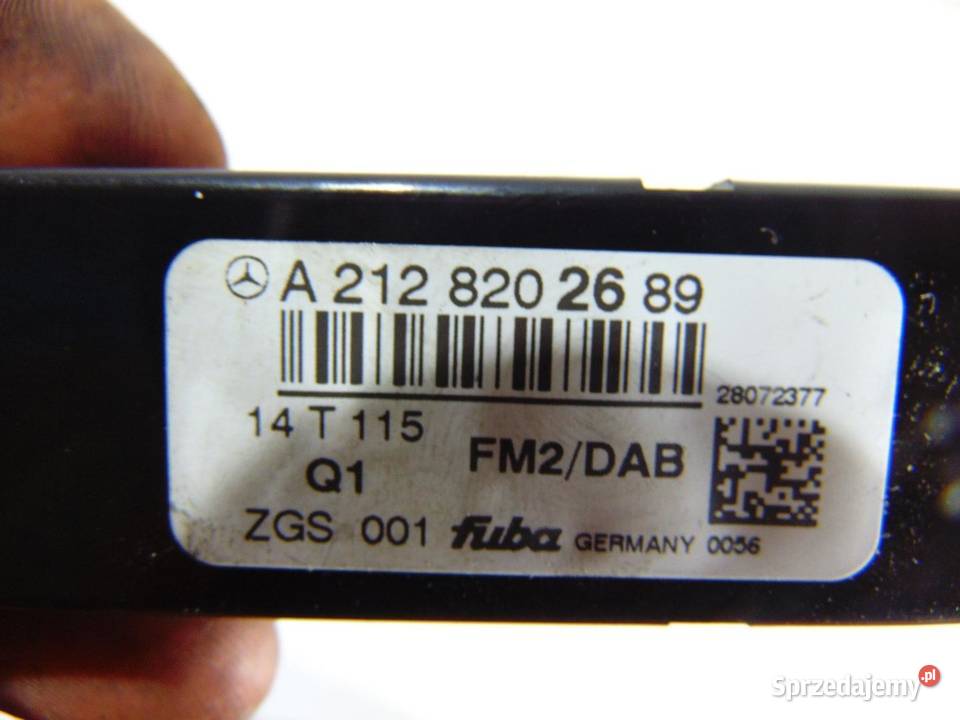 A 212 820 26 89
28072377
14 T 115
FM2/DAB
Q1
ZGS 001 fuba GERMANY 0056
Sprzedajemy.pl